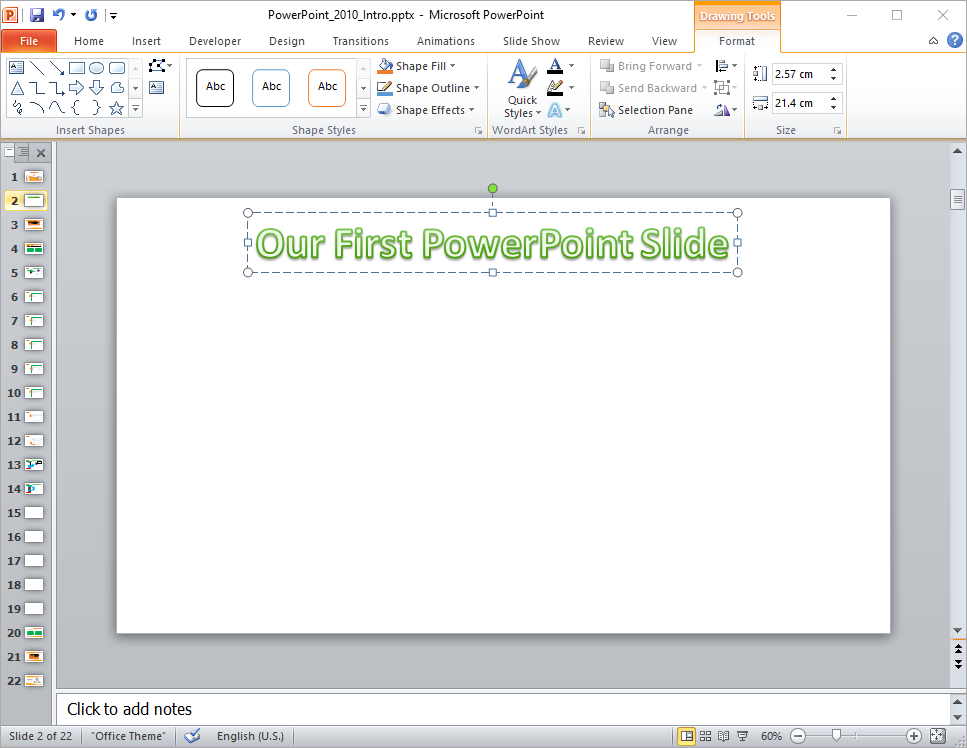 PowerPoint_2010_Intro.pptx - Microsoft PowerPoint
Drawing Tools
File Home Insert Developer Design Transitions Animations Slide Show Review View Format
Abc Abc Abc
Shape Fill
Shape Outline
Shape Effects
Quick Styles
Bring Forward
Send Backward
Selection Pane
2.57 cm
21.4 cm
Insert Shapes Shape Styles WordArt Styles Arrange Size
1
2
3
4
5
6
7
8
9
10
11
12
13
14
15
16
17
18
19
20
21
22
Our First PowerPoint Slide
Click to add notes
Slide 2 of 22 "Office Theme" English (U.S.) 60%